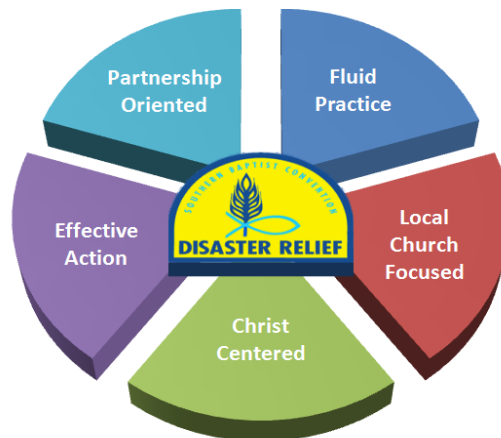 Partnership
Oriented
Fluid
Practice
SOUTHERN BAPTIST CONVENTION
DISASTER RELIEF
Effective
Action
Local
Church
Focused
Christ
Centered